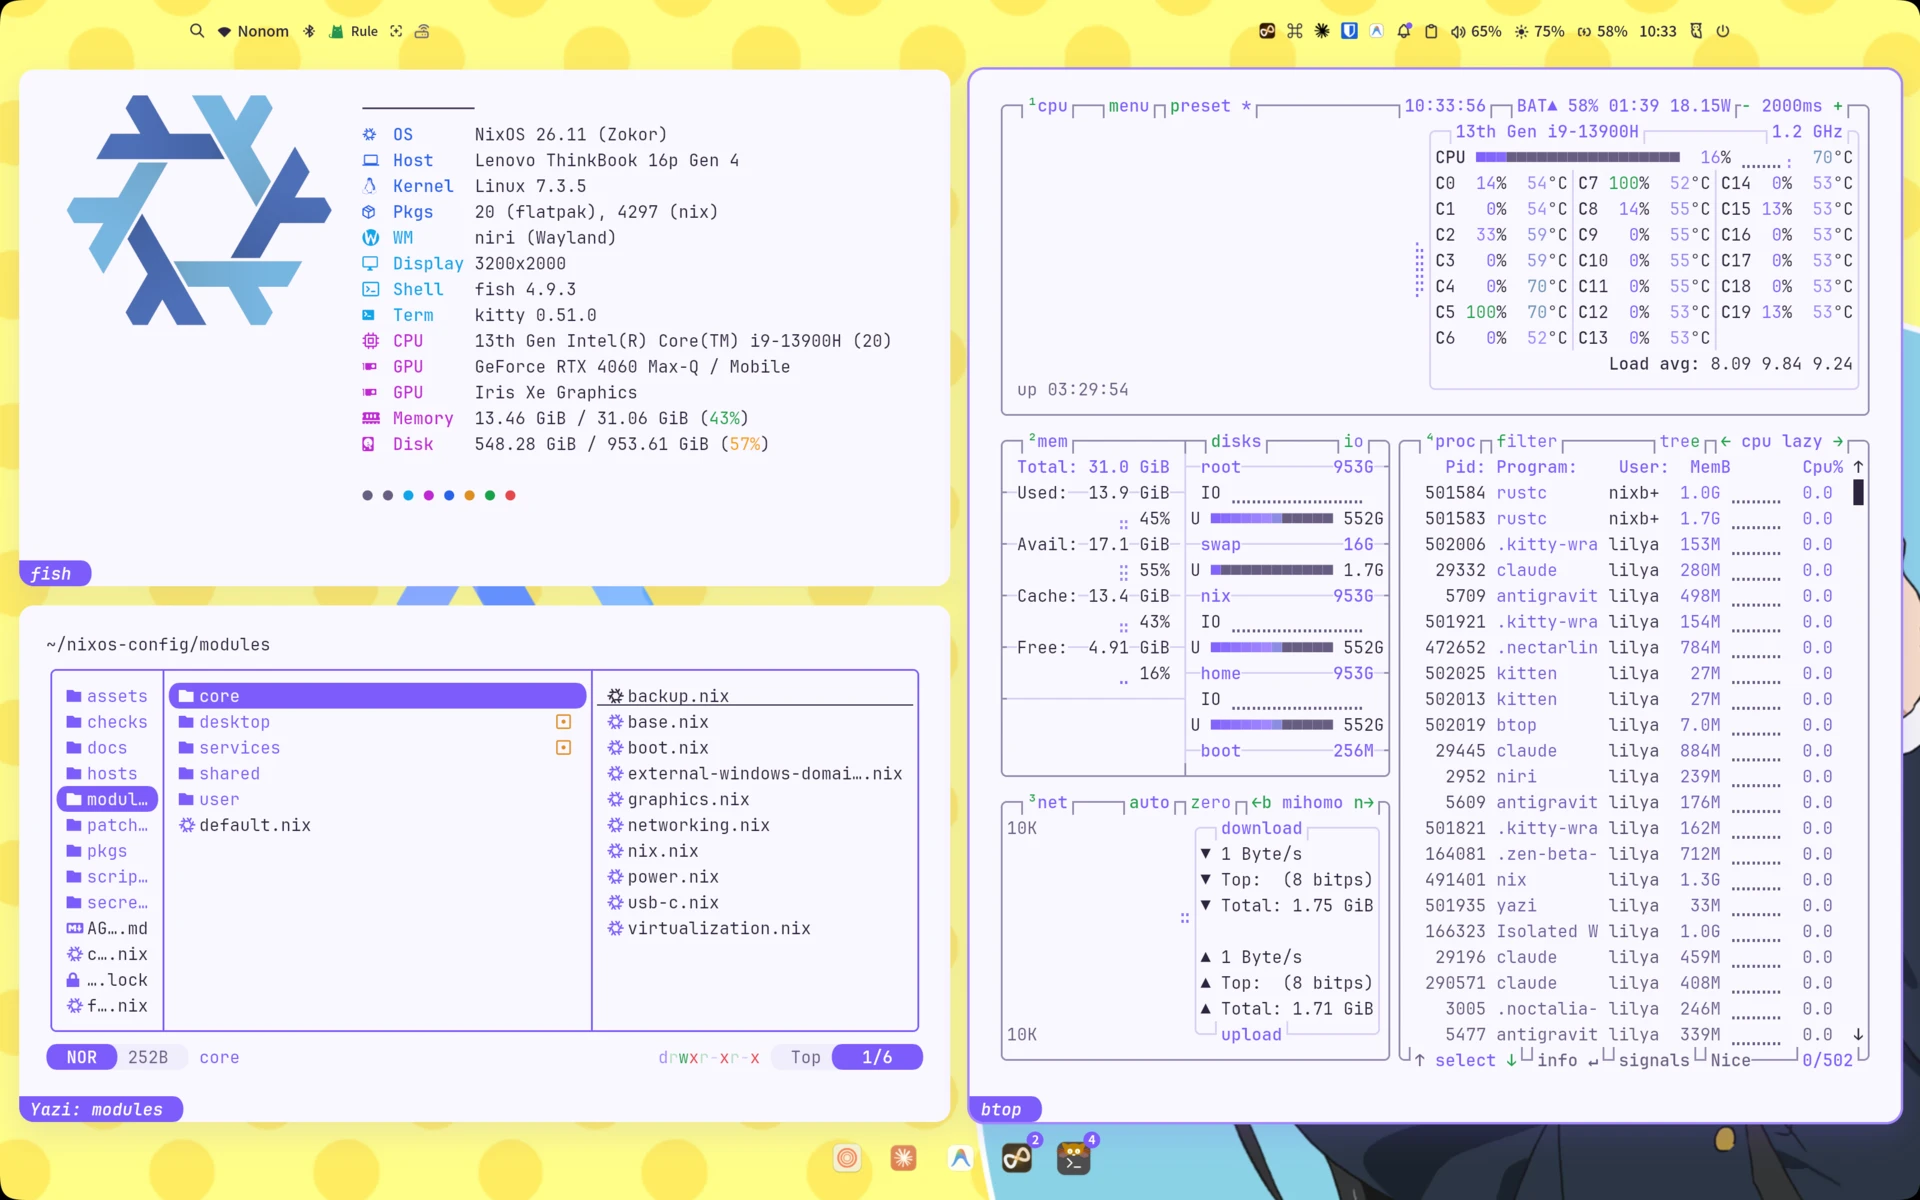 Nonom Rule 65% 75% 58% 10:33
OS NixOS 26.11 (Zokor)
Host Lenovo ThinkBook 16p Gen 4
Kernel Linux 7.3.5
Pkgs 20 (flatpak), 4297 (nix)
WM niri (Wayland)
Display 3200x2000
Shell fish 4.9.3
Term kitty 0.51.0
CPU 13th Gen Intel(R) Core(TM) i9-13900H (20)
GPU GeForce RTX 4060 Max-Q / Mobile
GPU Iris Xe Graphics
Memory 13.46 GiB / 31.06 GiB (43%)
Disk 548.28 GiB / 953.61 GiB (57%)
fish
~/nixos-config/modules
assets core backup.nix
checks desktop base.nix
docs services boot.nix
hosts shared external-windows-domai….nix
modul… user graphics.nix
patch… default.nix networking.nix
pkgs nix.nix
scrip… power.nix
secre… usb-c.nix
AG….md virtualization.nix
c….nix
….lock
f….nix
NOR 252B core drwxr-xr-x Top 1/6
Yazi: modules
1cpu menu preset * 10:33:56 BAT▲ 58% 01:39 18.15W - 2000ms +
13th Gen i9-13900H 1.2 GHz
CPU 16% 70°C
C0 14% 54°C C7 100% 52°C C14 0% 53°C
C1 0% 54°C C8 14% 55°C C15 13% 53°C
C2 33% 59°C C9 0% 55°C C16 0% 53°C
C3 0% 59°C C10 0% 55°C C17 0% 53°C
C4 0% 70°C C11 0% 55°C C18 0% 53°C
C5 100% 70°C C12 0% 53°C C19 13% 53°C
C6 0% 52°C C13 0% 53°C
Load avg: 8.09 9.84 9.24
up 03:29:54
2mem disks io
Total: 31.0 GiB root 953G
Used: 13.9 GiB IO
45% U 552G
Avail: 17.1 GiB swap 16G
55% U 1.7G
Cache: 13.4 GiB nix 953G
43% IO
Free: 4.91 GiB U 552G
16% home 953G
IO
U 552G
boot 256M
3net auto zero ←b mihomo n→
10K download
▼ 1 Byte/s
▼ Top: (8 bitps)
▼ Total: 1.75 GiB
▲ 1 Byte/s
▲ Top: (8 bitps)
▲ Total: 1.71 GiB
10K upload
4proc filter tree ← cpu lazy →
Pid: Program: User: MemB Cpu% ↑
501584 rustc nixb+ 1.0G 0.0
501583 rustc nixb+ 1.7G 0.0
502006 .kitty-wra lilya 153M 0.0
29332 claude lilya 280M 0.0
5709 antigravit lilya 498M 0.0
501921 .kitty-wra lilya 154M 0.0
472652 .nectarlin lilya 784M 0.0
502025 kitten lilya 27M 0.0
502013 kitten lilya 27M 0.0
502019 btop lilya 7.0M 0.0
29445 claude lilya 884M 0.0
2952 niri lilya 239M 0.0
5609 antigravit lilya 176M 0.0
501821 .kitty-wra lilya 162M 0.0
164081 .zen-beta- lilya 712M 0.0
491401 nix lilya 1.3G 0.0
501935 yazi lilya 33M 0.0
166323 Isolated W lilya 1.0G 0.0
29196 claude lilya 459M 0.0
290571 claude lilya 408M 0.0
3005 .noctalia- lilya 246M 0.0
5477 antigravit lilya 339M 0.0 ↓
↑ select ↓ info ↵ signals Nice 0/502
btop
2 4